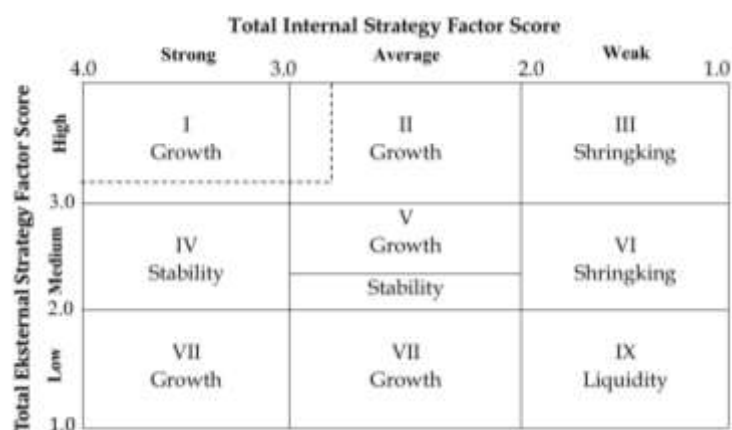 Total Internal Strategy Factor Score
Strong Average Weak
4.0 3.0 2.0 1.0
Total Eksternal Strategy Factor Score
High
I
Growth
II
Growth
III
Shringking
3.0
Medium
IV
Stability
V
Growth
Stability
VI
Shringking
2.0
Low
VII
Growth
VII
Growth
IX
Liquidity
1.0